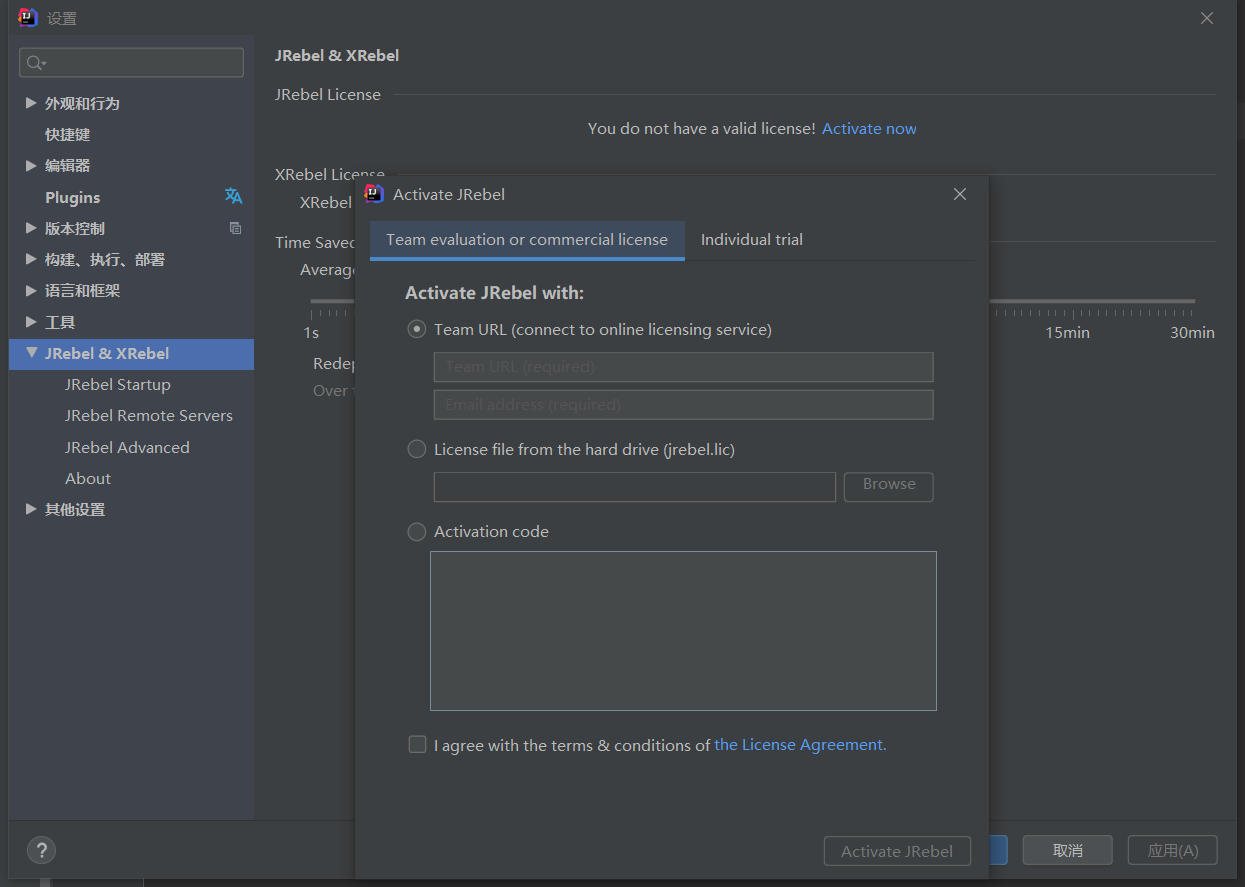 设置
JRebel & XRebel
JRebel License
You do not have a valid license! Activate now
XRebel License
XRebel
Time Saved
Average
1s
15min
30min
Redep
Over
外观和行为
快捷键
编辑器
Plugins
版本控制
构建、执行、部署
语言和框架
工具
JRebel & XRebel
JRebel Startup
JRebel Remote Servers
JRebel Advanced
About
其他设置
Activate JRebel
Team evaluation or commercial license
Individual trial
Activate JRebel with:
Team URL (connect to online licensing service)
Team URL (required)
Email address (required)
License file from the hard drive (jrebel.lic)
Browse
Activation code
I agree with the terms & conditions of the License Agreement.
Activate JRebel
?
取消
应用(A)